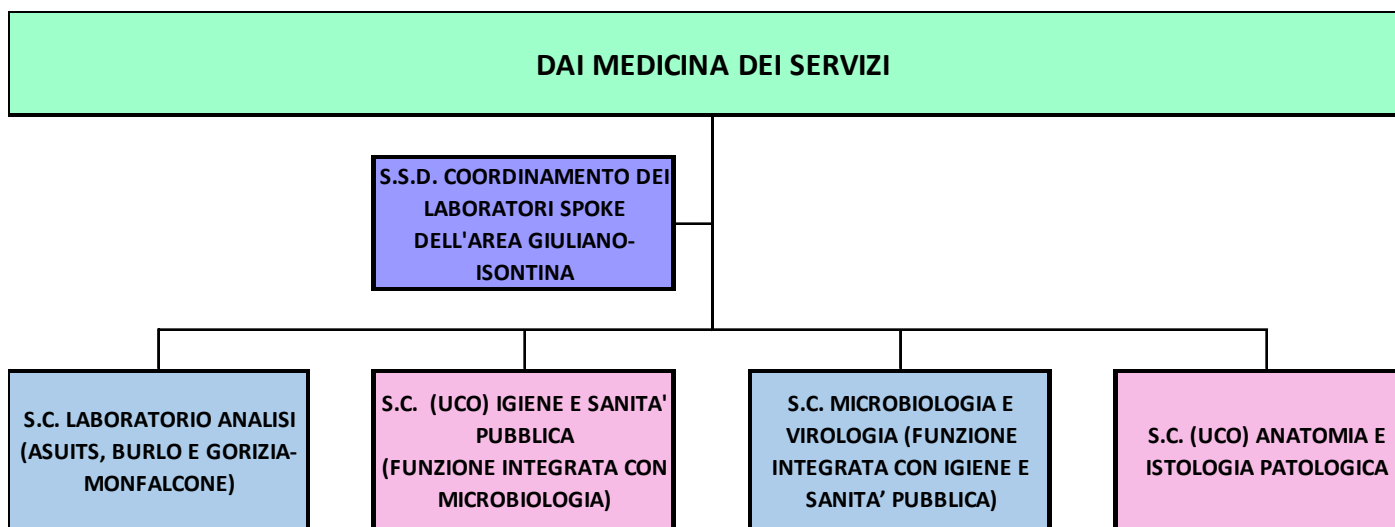 DAI MEDICINA DEI SERVIZI
S.S.D. COORDINAMENTO DEI
LABORATORI SPOKE
DELL'AREA GIULIANO-
ISONTINA
S.C. LABORATORIO ANALISI
(ASUITS, BURLO E GORIZIA-
MONFALCONE)
S.C. (UCO) IGIENE E SANITA'
PUBBLICA
(FUNZIONE INTEGRATA CON
MICROBIOLOGIA)
S.C. MICROBIOLOGIA E
VIROLOGIA (FUNZIONE
INTEGRATA CON IGIENE E
SANITA’ PUBBLICA)
S.C. (UCO) ANATOMIA E
ISTOLOGIA PATOLOGICA